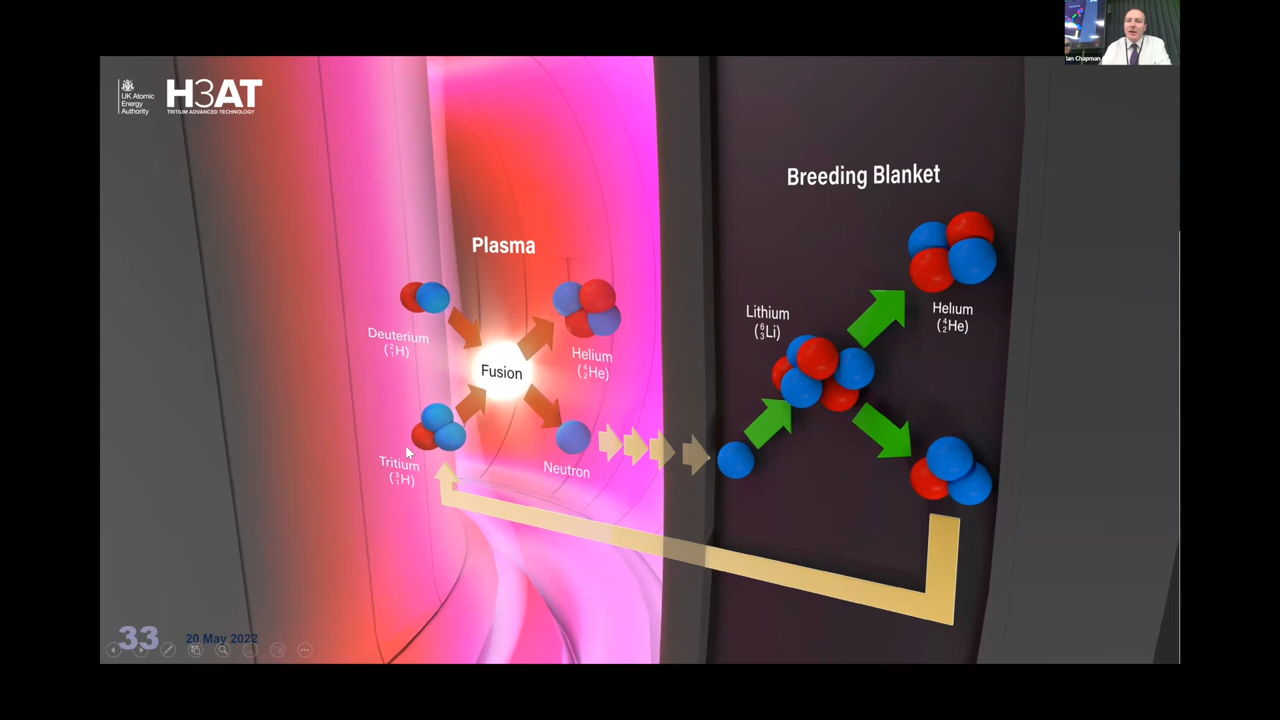 Ian Chapman
UK Atomic
Energy
Authority
H3AT
TRITIUM ADVANCED TECHNOLOGY
Breeding Blanket
Plasma
Deuterium
(²₁H)
Fusion
Helium
(⁴₂He)
Tritium
(³₁H)
Neutron
Lithium
(⁶₃Li)
Helium
(⁴₂He)
33
20 May 2022